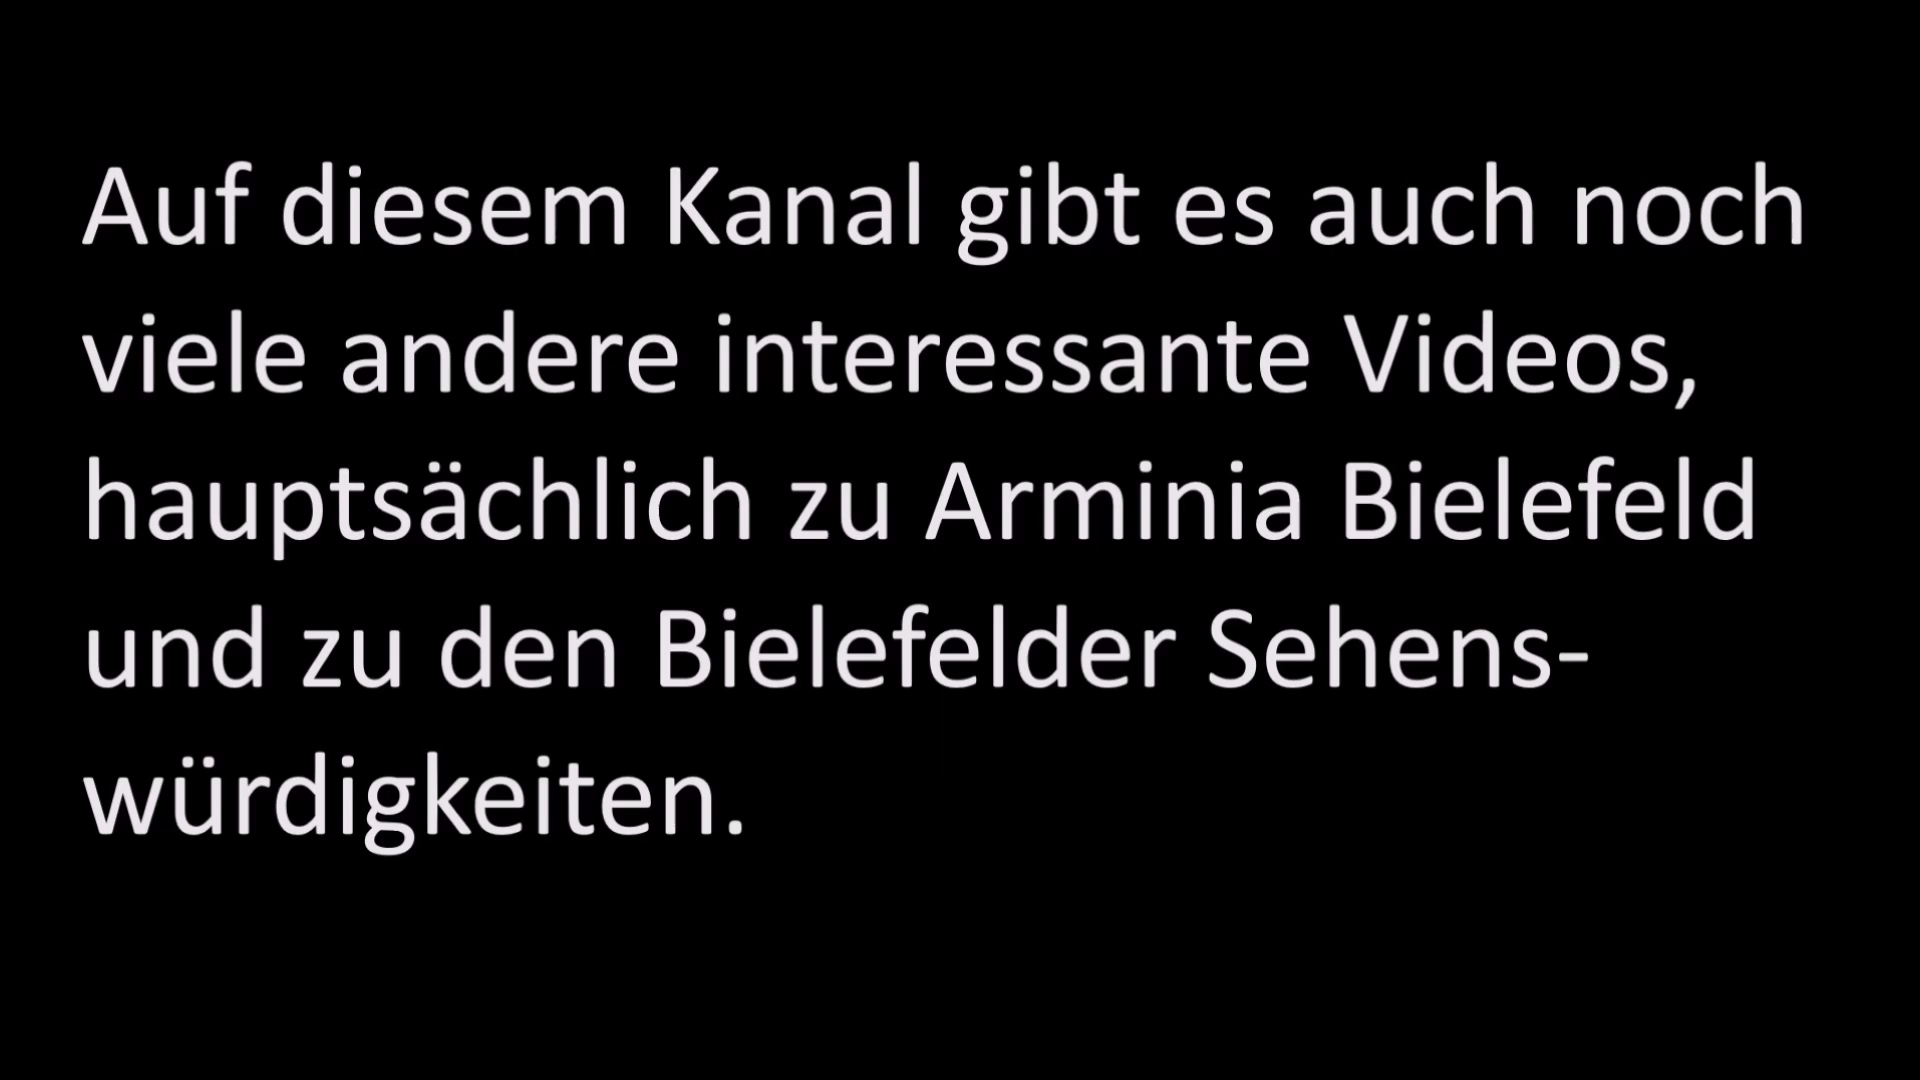 Auf diesem Kanal gibt es auch noch
viele andere interessante Videos,
hauptsächlich zu Arminia Bielefeld
und zu den Bielefelder Sehens-
würdigkeiten.